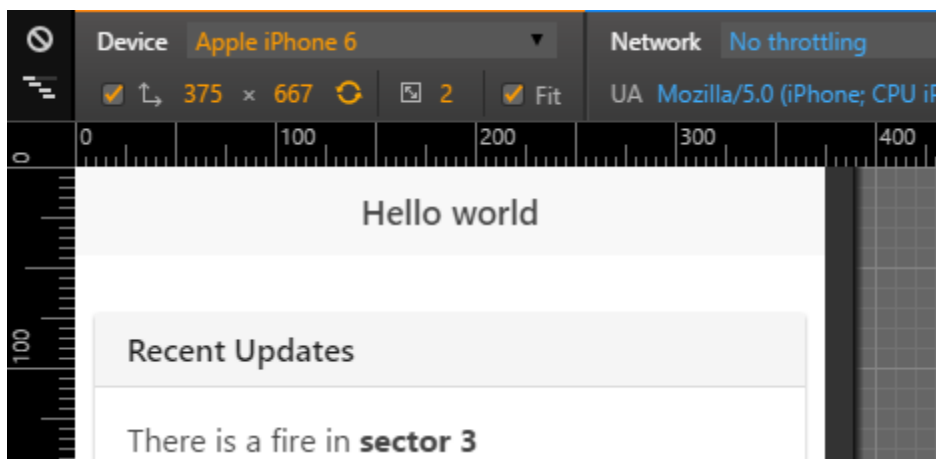 Device Apple iPhone 6 Network No throttling
375 × 667 2 Fit UA Mozilla/5.0 (iPhone; CPU iP
0 100 200 300 400
0
Hello world
100
Recent Updates
There is a fire in sector 3